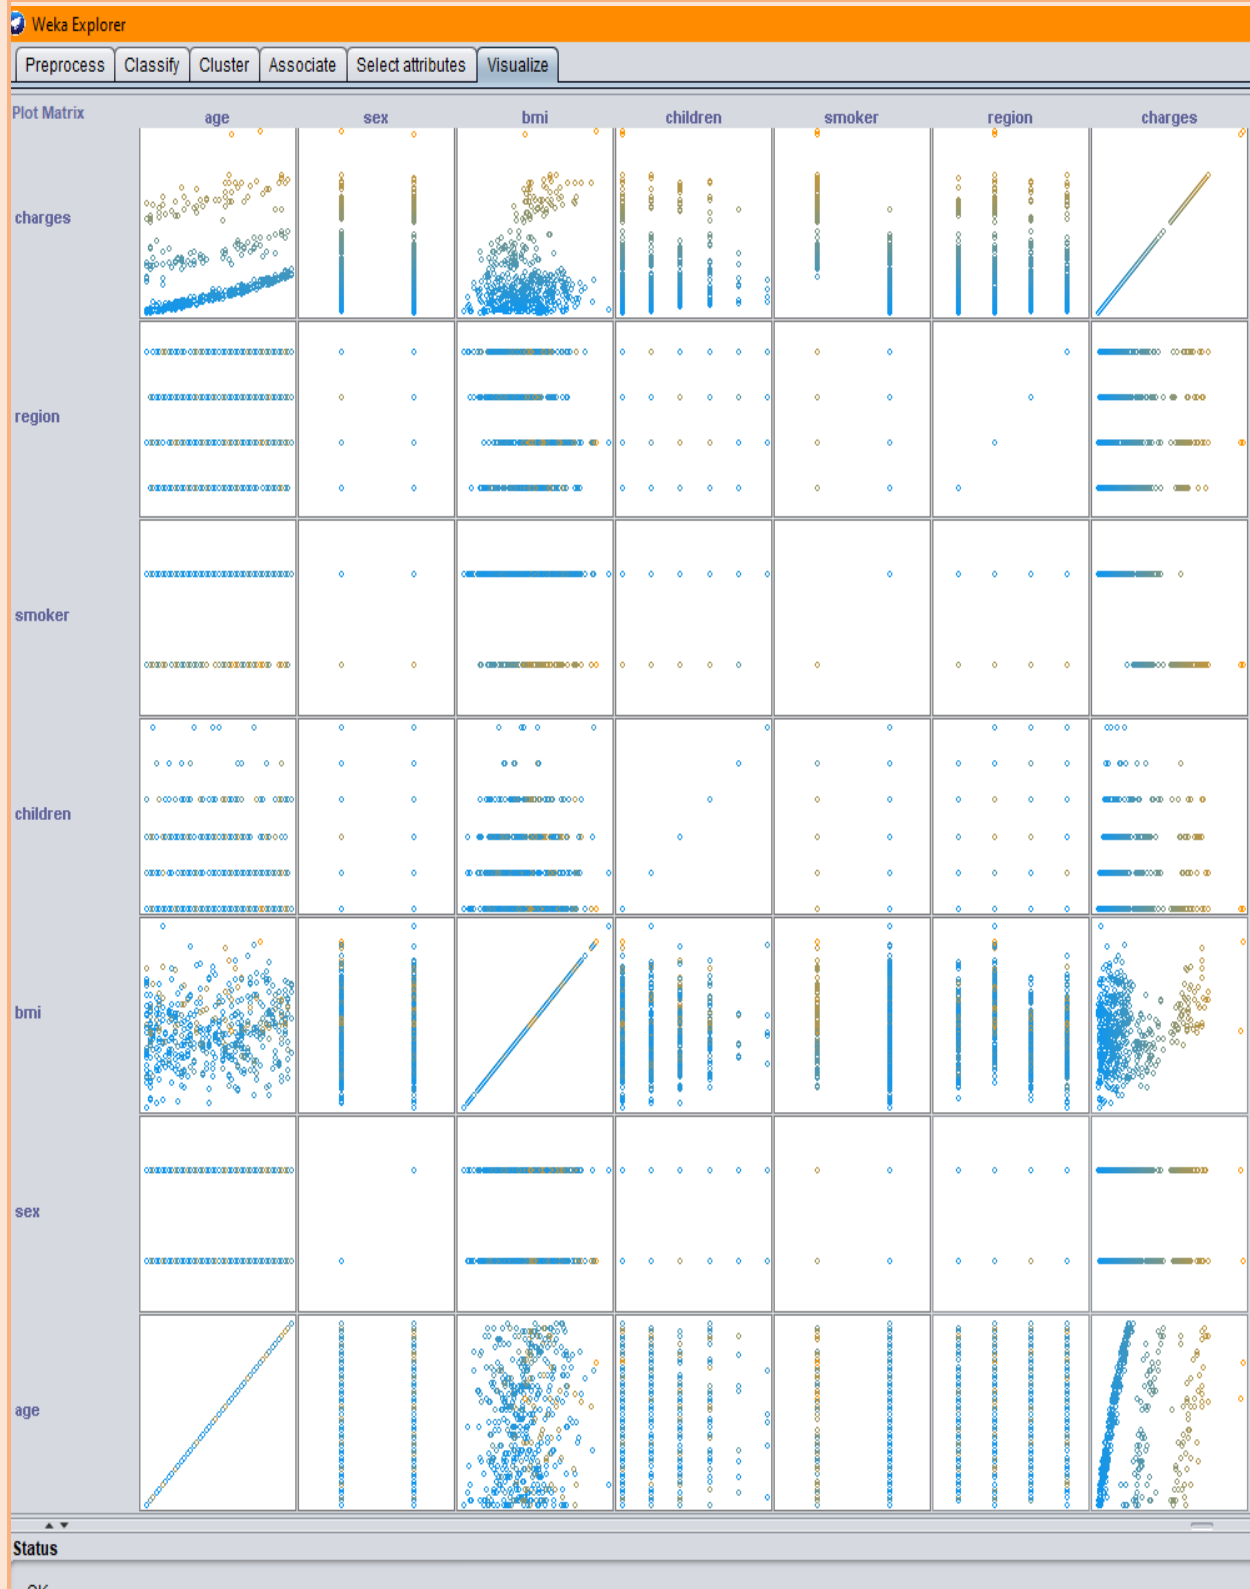 Weka Explorer
Preprocess Classify Cluster Associate Select attributes Visualize
Plot Matrix age sex bmi children smoker region charges
charges
region
smoker
children
bmi
sex
age
Status